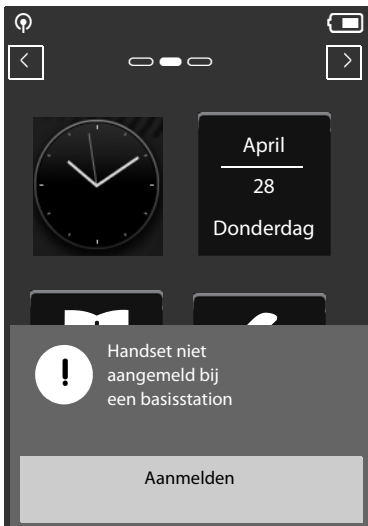 April
28
Donderdag
Handset niet
aangemeld bij
een basisstation
Aanmelden